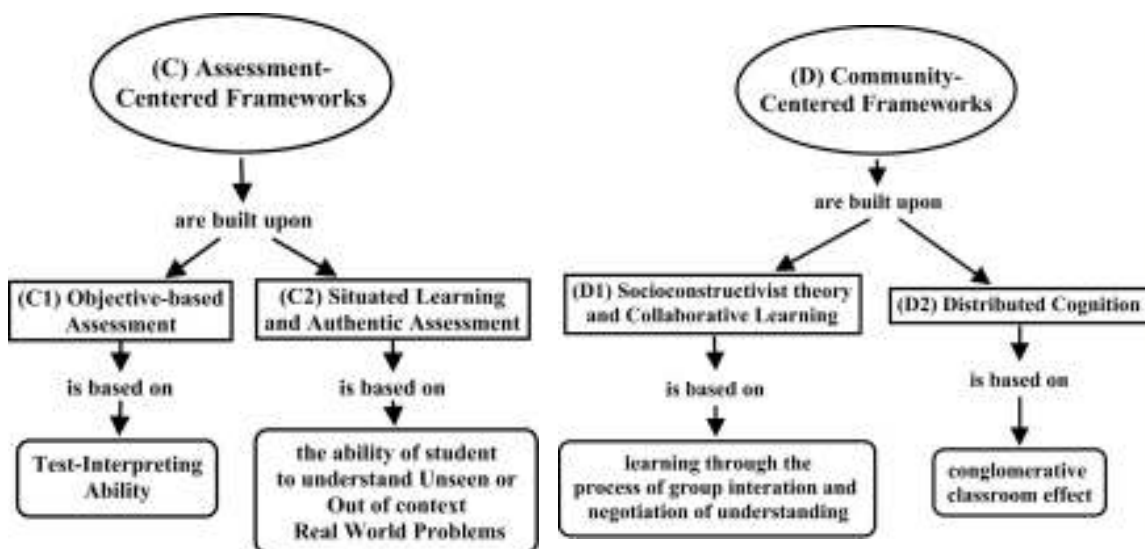 (C) Assessment-
Centered Frameworks
are built upon
(C1) Objective-based
Assessment
is based on
Test-Interpreting
Ability
(C2) Situated Learning
and Authentic Assessment
is based on
the ability of student
to understand Unseen or
Out of context
Real World Problems
(D) Community-
Centered Frameworks
are built upon
(D1) Socioconstructivist theory
and Collaborative Learning
is based on
learning through the
process of group interation and
negotiation of understanding
(D2) Distributed Cognition
is based on
conglomerative
classroom effect